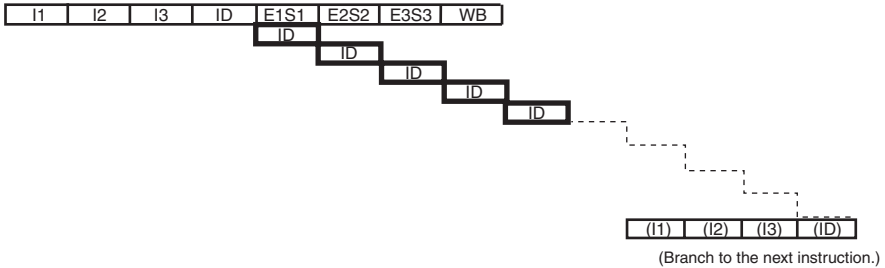 I1 I2 I3 ID E1S1 E2S2 E3S3 WB
ID
ID
ID
ID
ID
(I1) (I2) (I3) (ID)
(Branch to the next instruction.)